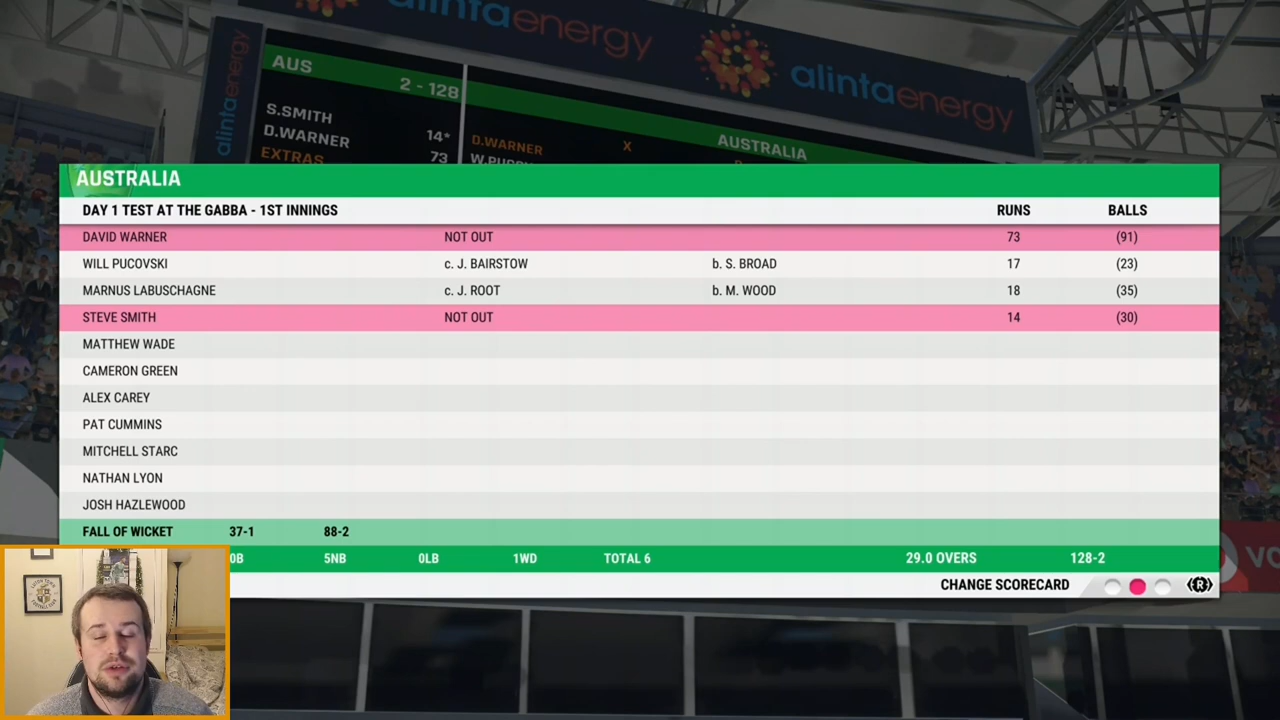 alintaenergy
alintaenergy
alintaenergy
AUS
2 - 128
S.SMITH 14*
D.WARNER 73
EXTRAS
D.WARNER X
AUSTRALIA
AUSTRALIA
DAY 1 TEST AT THE GABBA - 1ST INNINGS RUNS BALLS
DAVID WARNER NOT OUT 73 (91)
WILL PUCOVSKI c. J. BAIRSTOW b. S. BROAD 17 (23)
MARNUS LABUSCHAGNE c. J. ROOT b. M. WOOD 18 (35)
STEVE SMITH NOT OUT 14 (30)
MATTHEW WADE
CAMERON GREEN
ALEX CAREY
PAT CUMMINS
MITCHELL STARC
NATHAN LYON
JOSH HAZLEWOOD
FALL OF WICKET 37-1 88-2
0B 5NB 0LB 1WD TOTAL 6 29.0 OVERS 128-2
CHANGE SCORECARD R